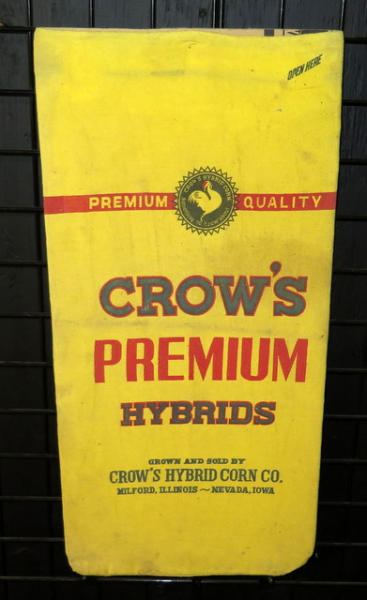 OPEN HERE
PREMIUM QUALITY
CROW'S
PREMIUM
HYBRIDS
GROWN AND SOLD BY
CROW'S HYBRID CORN CO.
MILFORD, ILLINOIS ~ NEVADA, IOWA